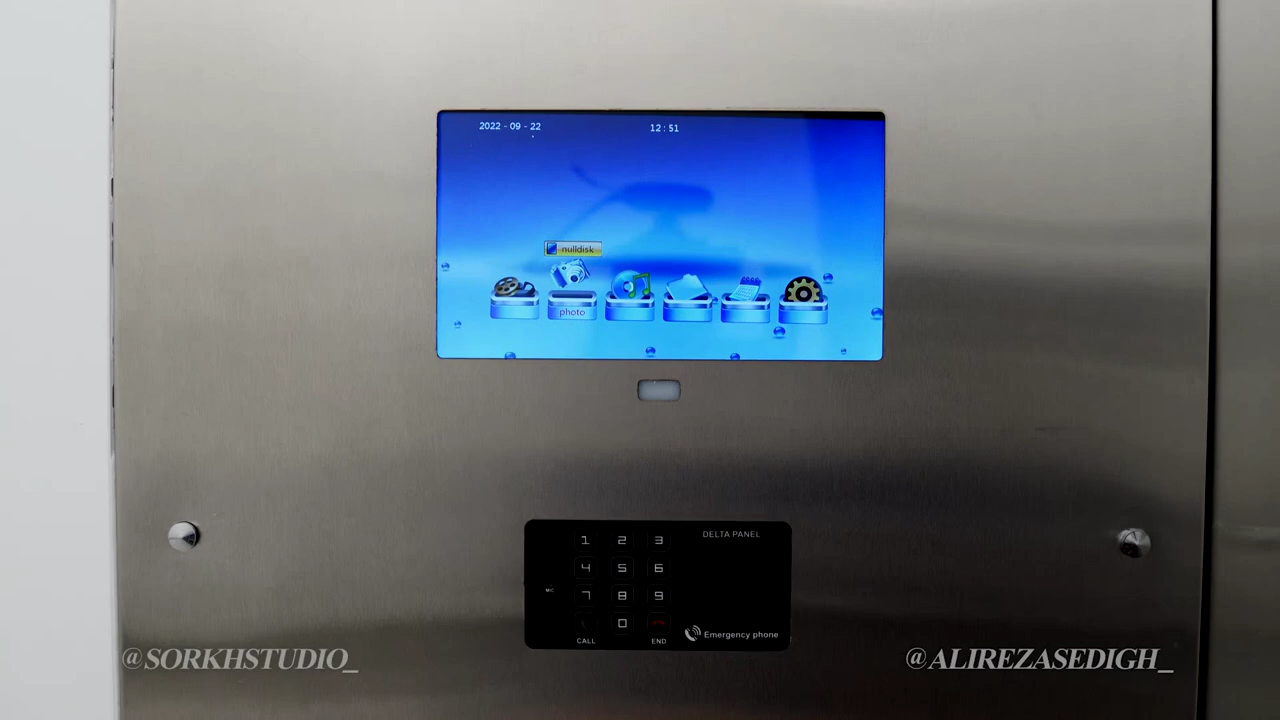 2022 - 09 - 22
12 : 51
nulldisk
photo
DELTA PANEL
1 2 3
4 5 6
MIC
7 8 9
0
CALL
END
Emergency phone
@SORKHSTUDIO_
@ALIREZASEDIGH_